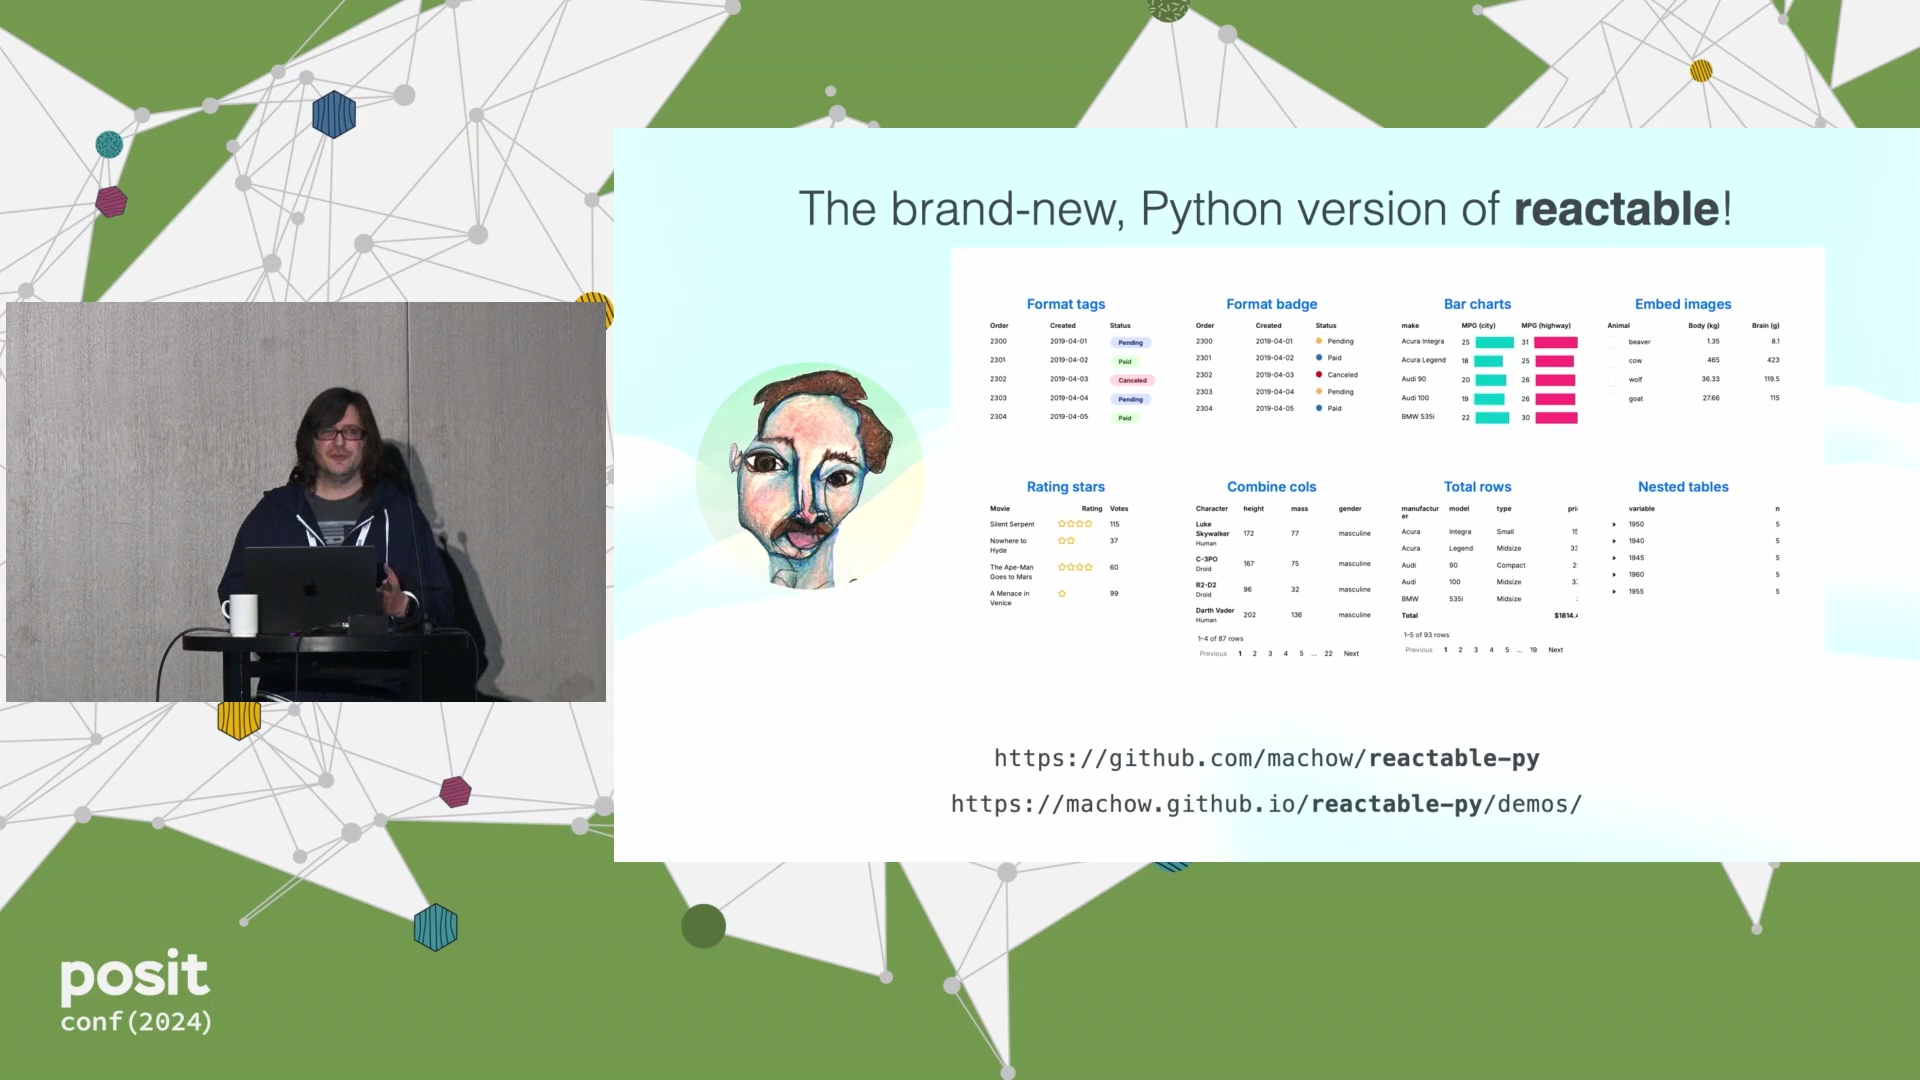 The brand-new, Python version of reactable!
Format tags
Order Created Status
2300 2019-04-01 Pending
2301 2019-04-02 Paid
2302 2019-04-03 Canceled
2303 2019-04-04 Pending
2304 2019-04-05 Paid
Format badge
Order Created Status
2300 2019-04-01 Pending
2301 2019-04-02 Paid
2302 2019-04-03 Canceled
2303 2019-04-04 Pending
2304 2019-04-05 Paid
Bar charts
make MPG (city) MPG (highway)
Acura Integra 25 31
Acura Legend 18 25
Audi 90 20 26
Audi 100 19 26
BMW 535i 22 30
Embed images
Animal Body (kg) Brain (g)
beaver 1.35 8.1
cow 465 423
wolf 36.33 119.5
goat 27.66 115
Rating stars
Movie Rating Votes
Silent Serpent 115
Nowhere to 37
Hyde
The Ape-Man 60
Goes to Mars
A Menace in 99
Venice
Combine cols
Character height mass gender
Luke
Skywalker 172 77 masculine
Human
C-3PO 167 75 masculine
Droid
R2-D2 96 32 masculine
Droid
Darth Vader 202 136 masculine
Human
1–4 of 87 rows
Previous 1 2 3 4 5 ... 22 Next
Total rows
manufactur model type
er
Acura Integra Small
Acura Legend Midsize
Audi 90 Compact
Audi 100 Midsize
BMW 535i Midsize
Total $1814.
1–5 of 93 rows
Previous 1 2 3 4 5 ... 19 Next
Nested tables
variable n
1950 5
1940 5
1945 5
1960 5
1955 5
https://github.com/machow/reactable-py
https://machow.github.io/reactable-py/demos/
posit
conf(2024)